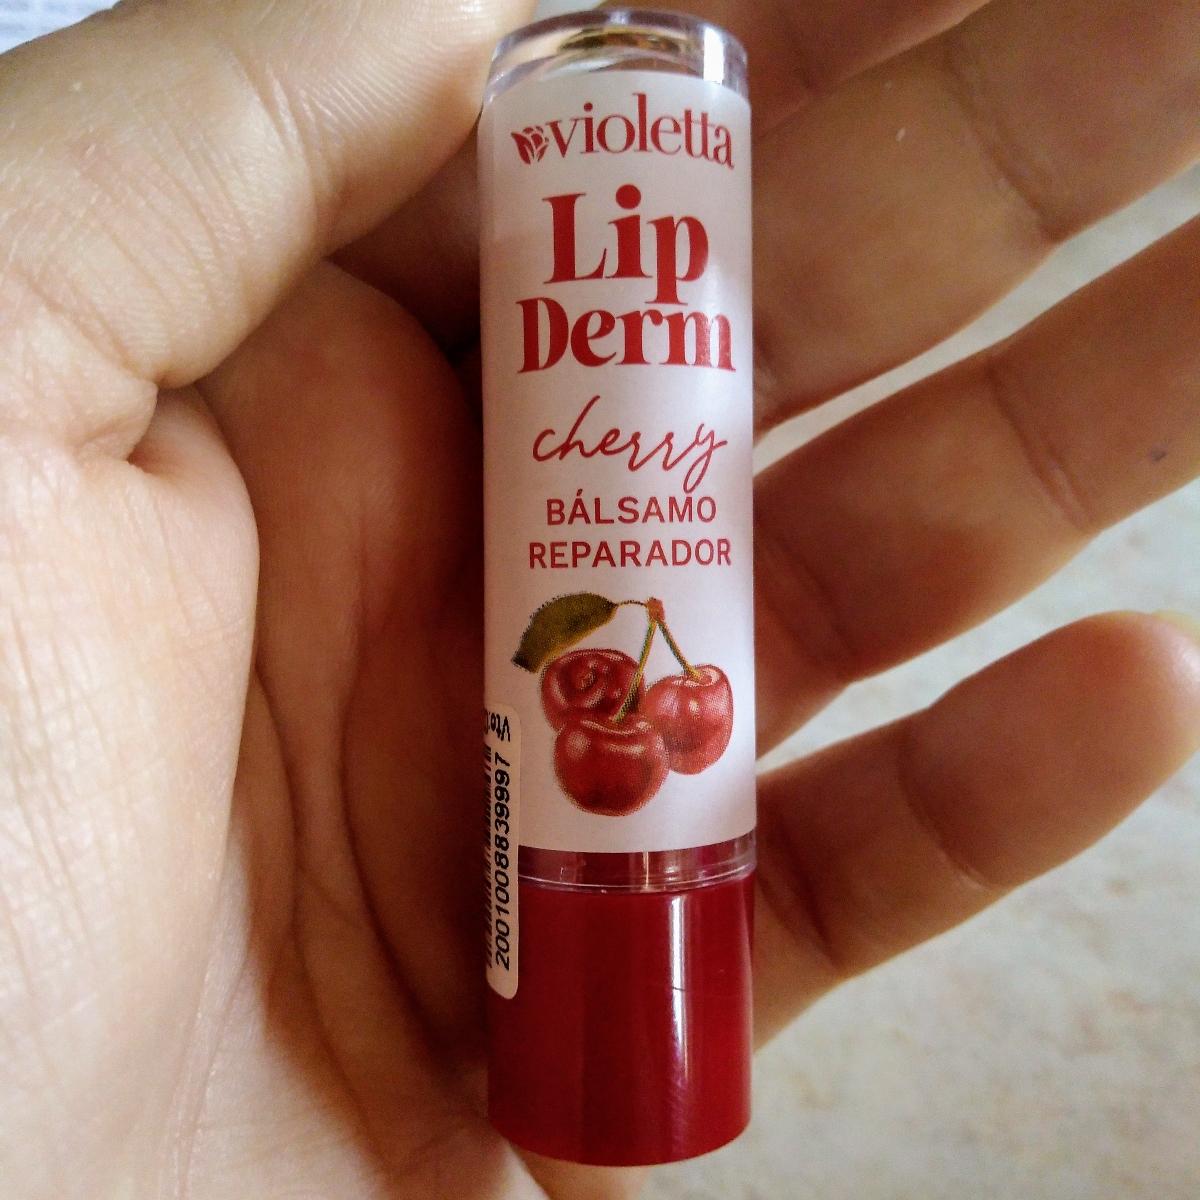 violetta
Lip
Derm
cherry
BÁLSAMO
REPARADOR
2001008839997